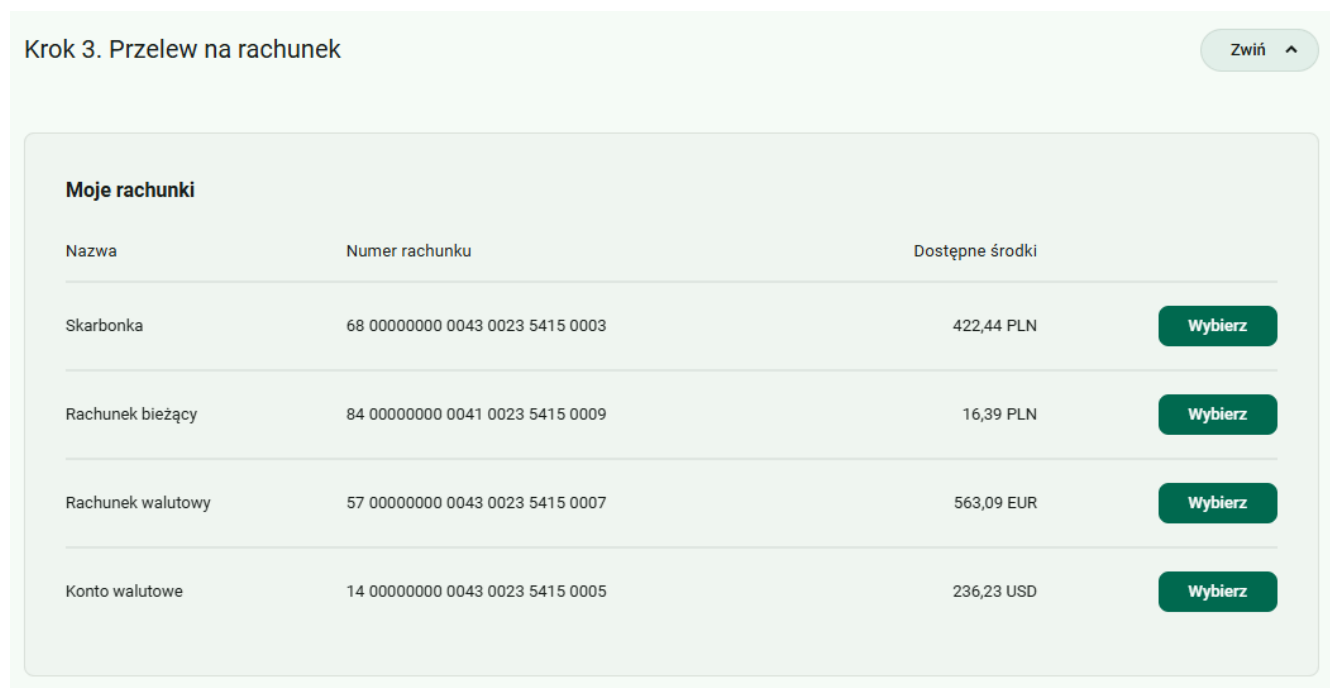 Krok 3. Przelew na rachunek
Zwiń
Moje rachunki
Nazwa Numer rachunku Dostępne środki
Skarbonka 68 00000000 0043 0023 5415 0003 422,44 PLN Wybierz
Rachunek bieżący 84 00000000 0041 0023 5415 0009 16,39 PLN Wybierz
Rachunek walutowy 57 00000000 0043 0023 5415 0007 563,09 EUR Wybierz
Konto walutowe 14 00000000 0043 0023 5415 0005 236,23 USD Wybierz